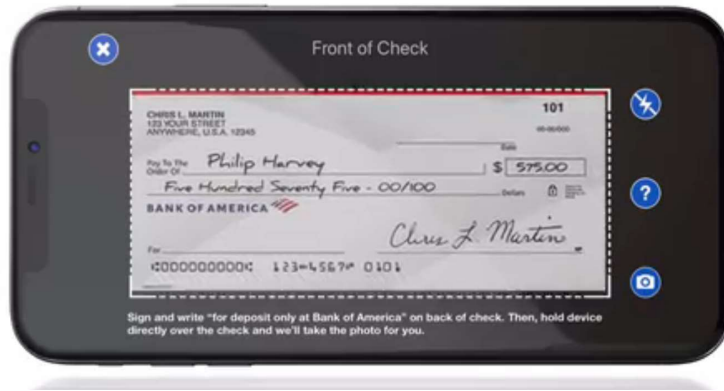 Front of Check
CHRIS L. MARTIN
123 YOUR STREET
ANYWHERE, U.S.A. 12345
101
00-00/000
Date
Pay To The
Order Of
Philip Harvey
$ 575.00
Five Hundred Seventy Five - 00/100
Dollars
BANK OF AMERICA
For
Chris L. Martin
⑆000000000⑆ 123⑉4567⑈ 0101
?
Sign and write “for deposit only at Bank of America” on back of check. Then, hold device
directly over the check and we’ll take the photo for you.